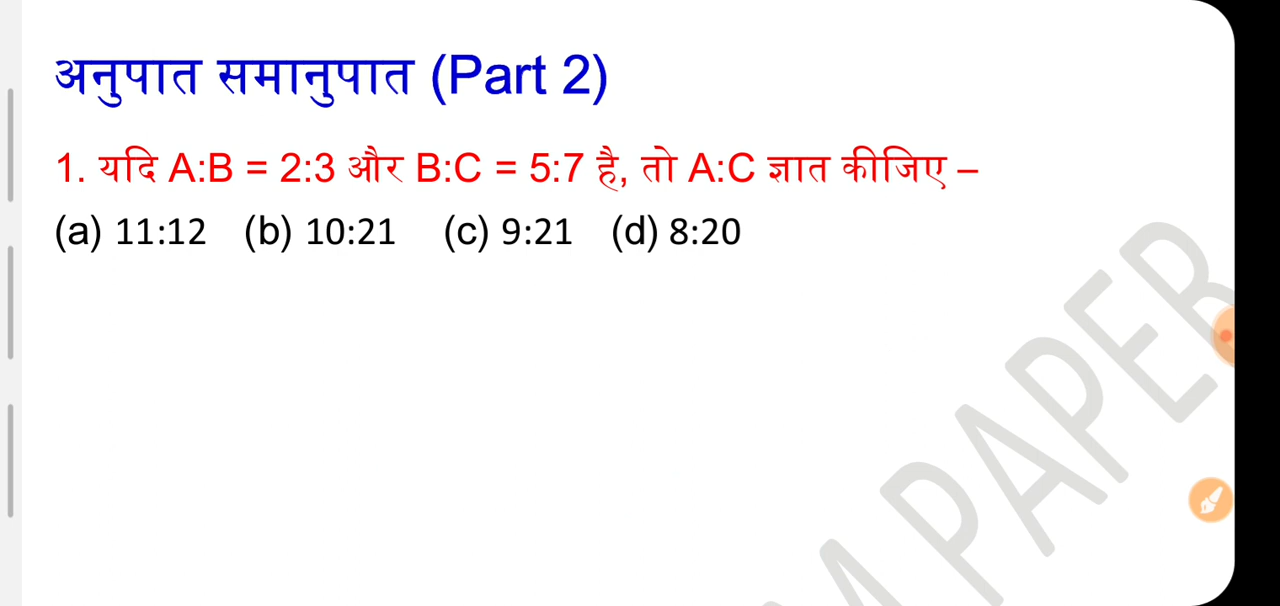 अनुपात समानुपात (Part 2)
1. यदि A:B = 2:3 और B:C = 5:7 है, तो A:C ज्ञात कीजिए –
(a) 11:12 (b) 10:21 (c) 9:21 (d) 8:20
M PAPER